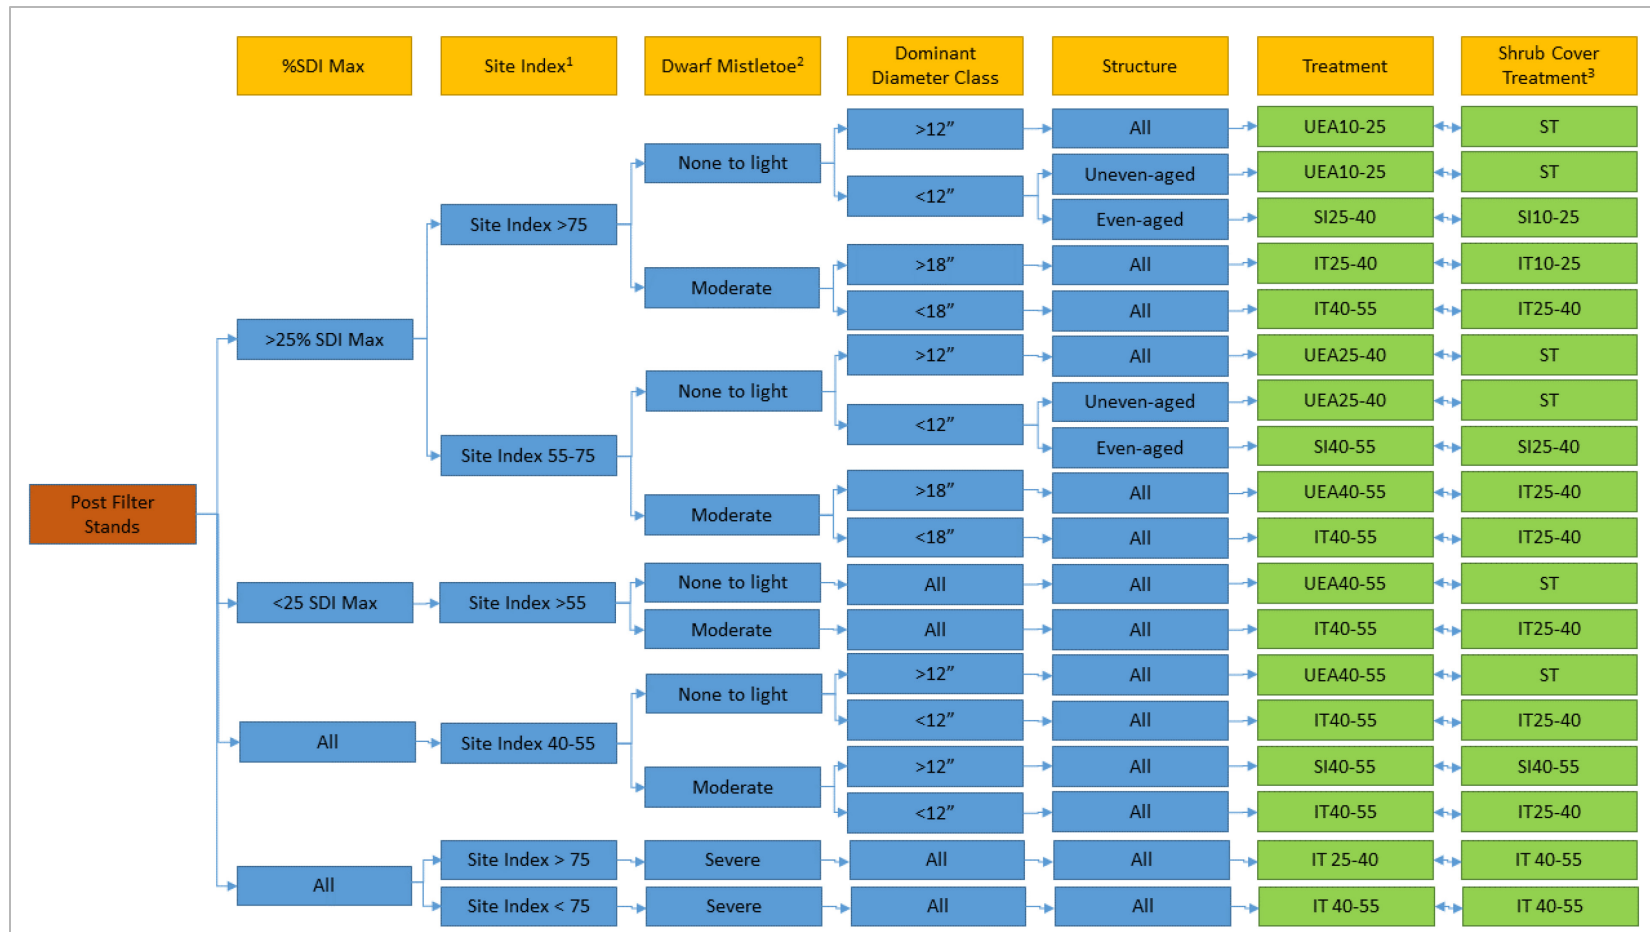 %SDI Max
Site Index¹
Dwarf Mistletoe²
Dominant
Diameter Class
Structure
Treatment
Shrub Cover
Treatment³
>12”
All
UEA10-25
ST
None to light
<12”
Uneven-aged
UEA10-25
ST
Even-aged
SI25-40
SI10-25
Site Index >75
Moderate
>18”
All
IT25-40
IT10-25
<18”
All
IT40-55
IT25-40
>25% SDI Max
>12”
All
UEA25-40
ST
None to light
<12”
Uneven-aged
UEA25-40
ST
Even-aged
SI40-55
SI25-40
Site Index 55-75
Moderate
>18”
All
UEA40-55
IT25-40
<18”
All
IT40-55
IT25-40
Post Filter
Stands
<25 SDI Max
Site Index >55
None to light
All
All
UEA40-55
ST
Moderate
All
All
IT40-55
IT25-40
All
Site Index 40-55
None to light
>12”
All
UEA40-55
ST
<12”
All
IT40-55
IT25-40
Moderate
>12”
All
SI40-55
SI40-55
<12”
All
IT40-55
IT25-40
All
Site Index > 75
Severe
All
All
IT 25-40
IT 40-55
Site Index < 75
Severe
All
All
IT 40-55
IT 40-55